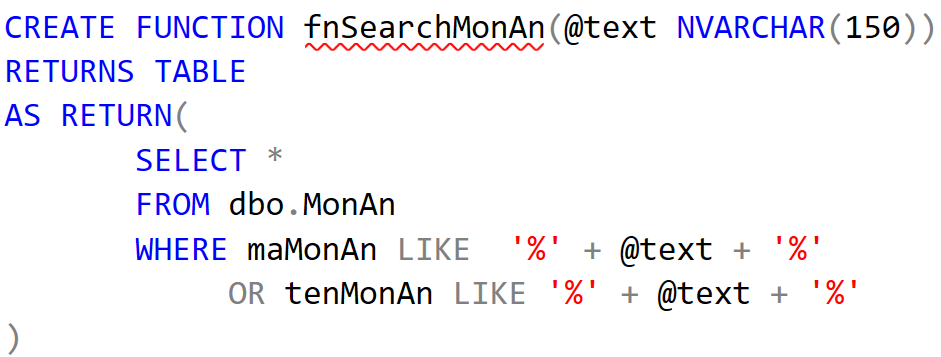 CREATE FUNCTION fnSearchMonAn(@text NVARCHAR(150))
RETURNS TABLE
AS RETURN(
SELECT *
FROM dbo.MonAn
WHERE maMonAn LIKE  '%' + @text + '%'
OR tenMonAn LIKE '%' + @text + '%'
)